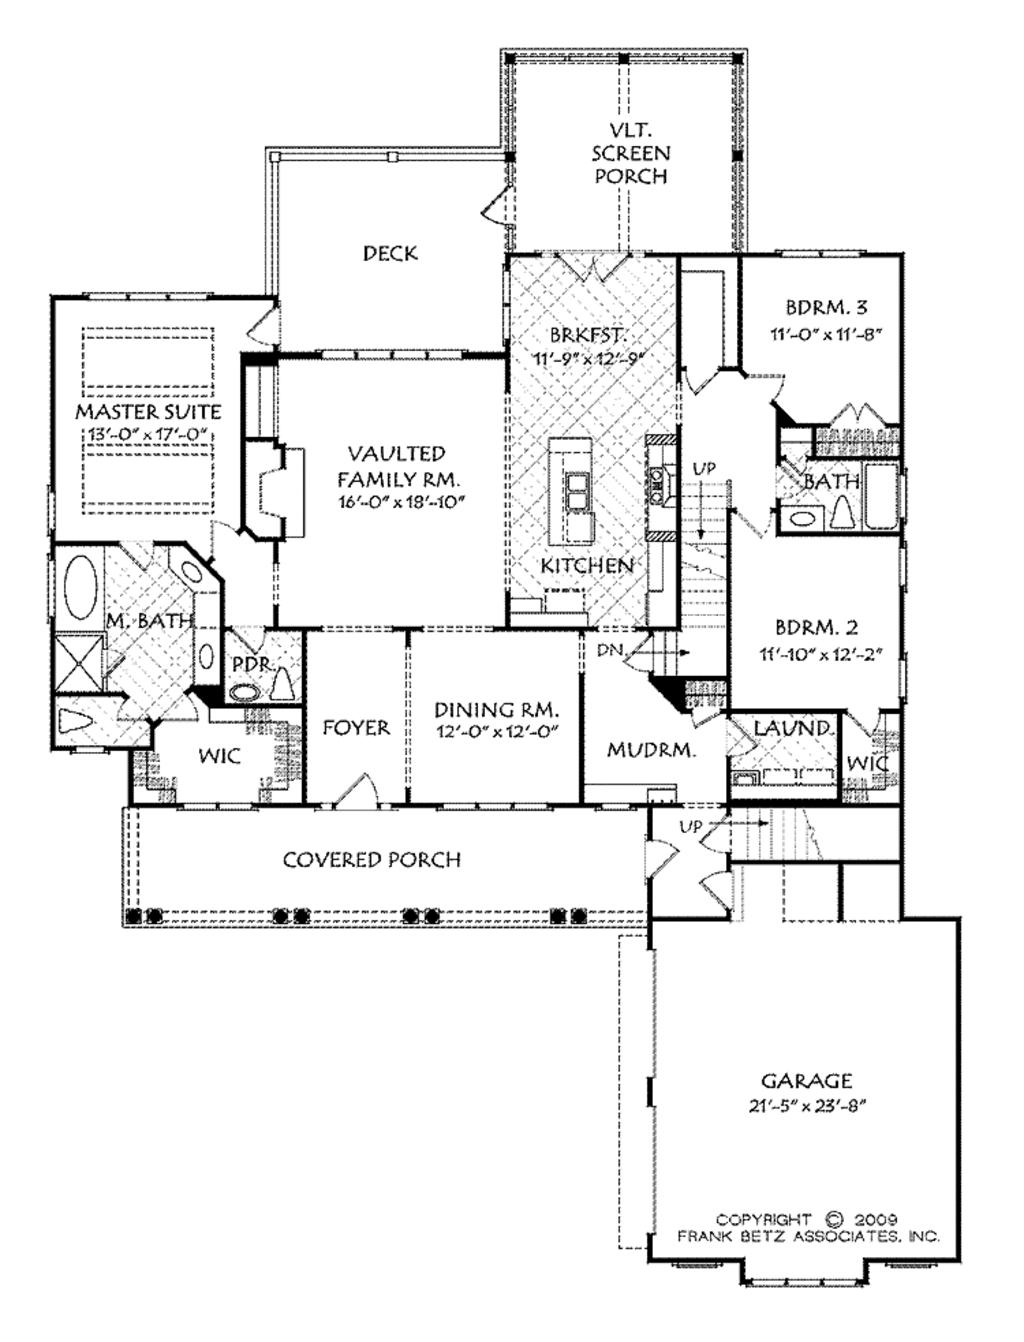 VLT.
SCREEN
PORCH
DECK
BDRM. 3
11'-0" x 11'-8"
BRKFST.
11'-9" x 12'-9"
MASTER SUITE
13'-0" x 17'-0"
VAULTED
FAMILY RM.
16'-0" x 18'-10"
UP
BATH
KITCHEN
M. BATH
BDRM. 2
11'-10" x 12'-2"
DN.
PDR.
FOYER
DINING RM.
12'-0" x 12'-0"
MUDRM.
LAUND.
WIC
WIC
UP
COVERED PORCH
GARAGE
21'-5" x 23'-8"
COPYRIGHT © 2009
FRANK BETZ ASSOCIATES, INC.